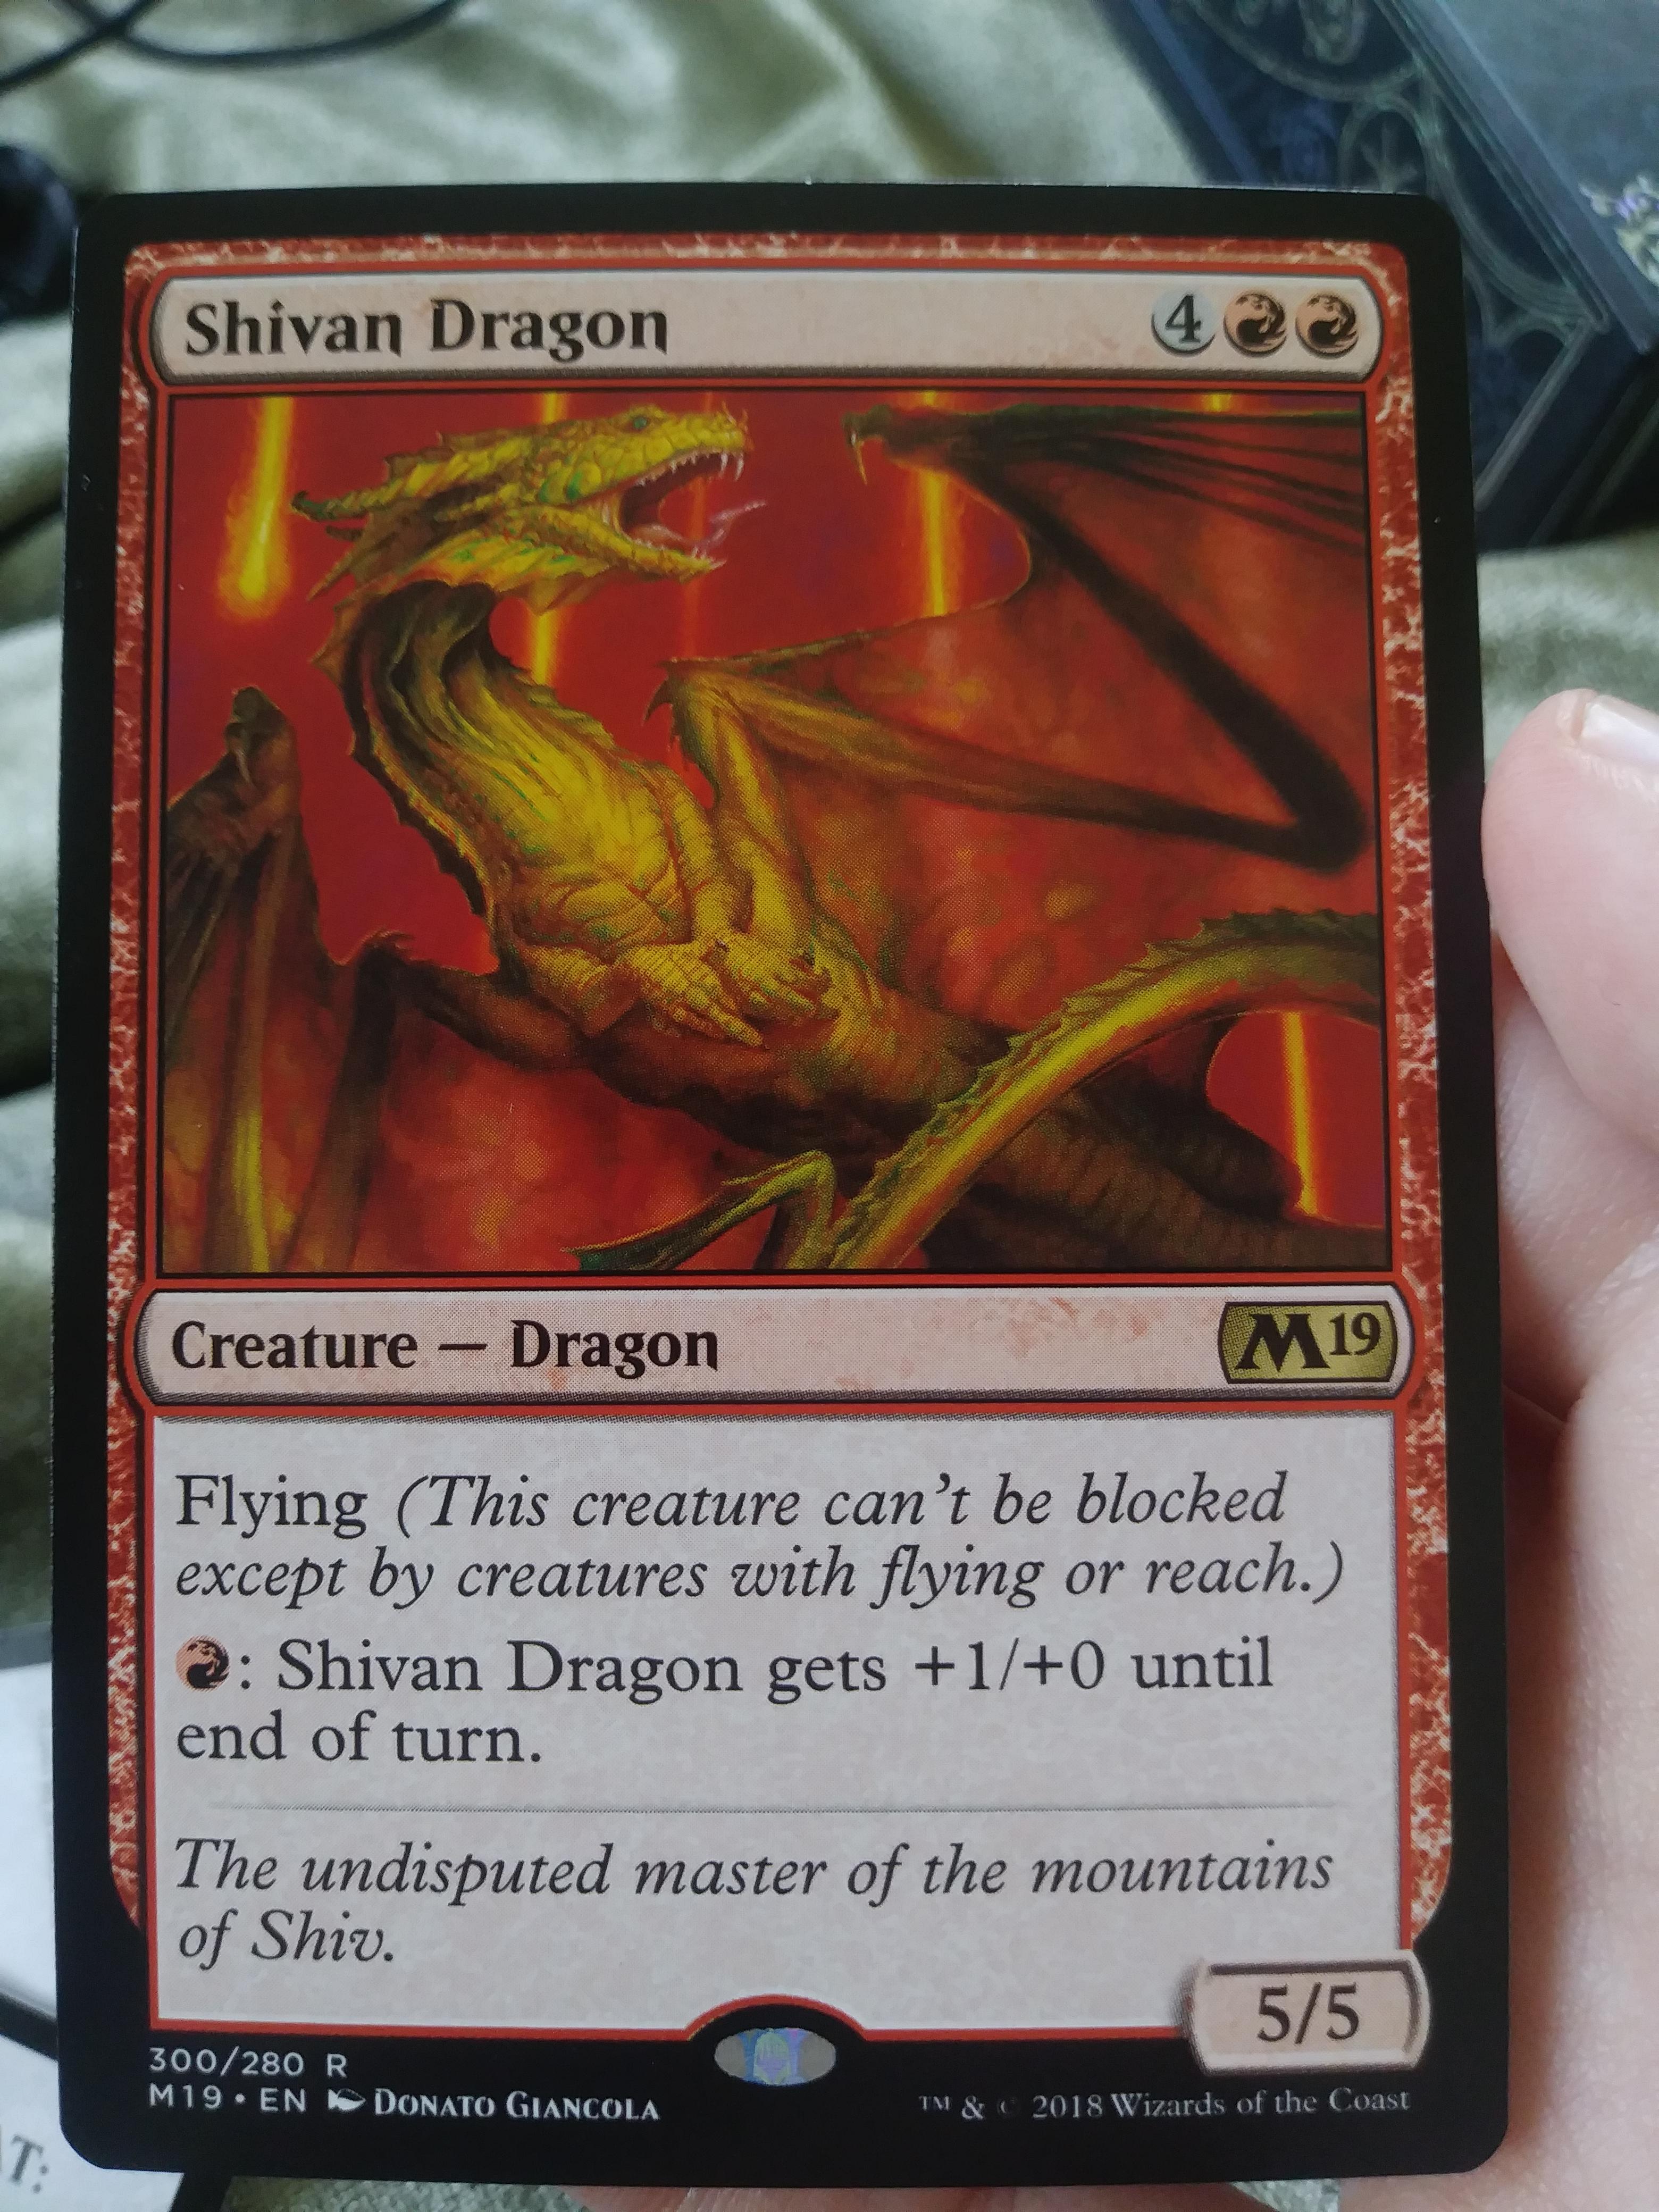 Shivan Dragon 4
Creature — Dragon M19
Flying (This creature can't be blocked
except by creatures with flying or reach.)
: Shivan Dragon gets +1/+0 until
end of turn.
The undisputed master of the mountains
of Shiv.
5/5
300/280 R
M19 • EN Donato Giancola
™ & © 2018 Wizards of the Coast
T: